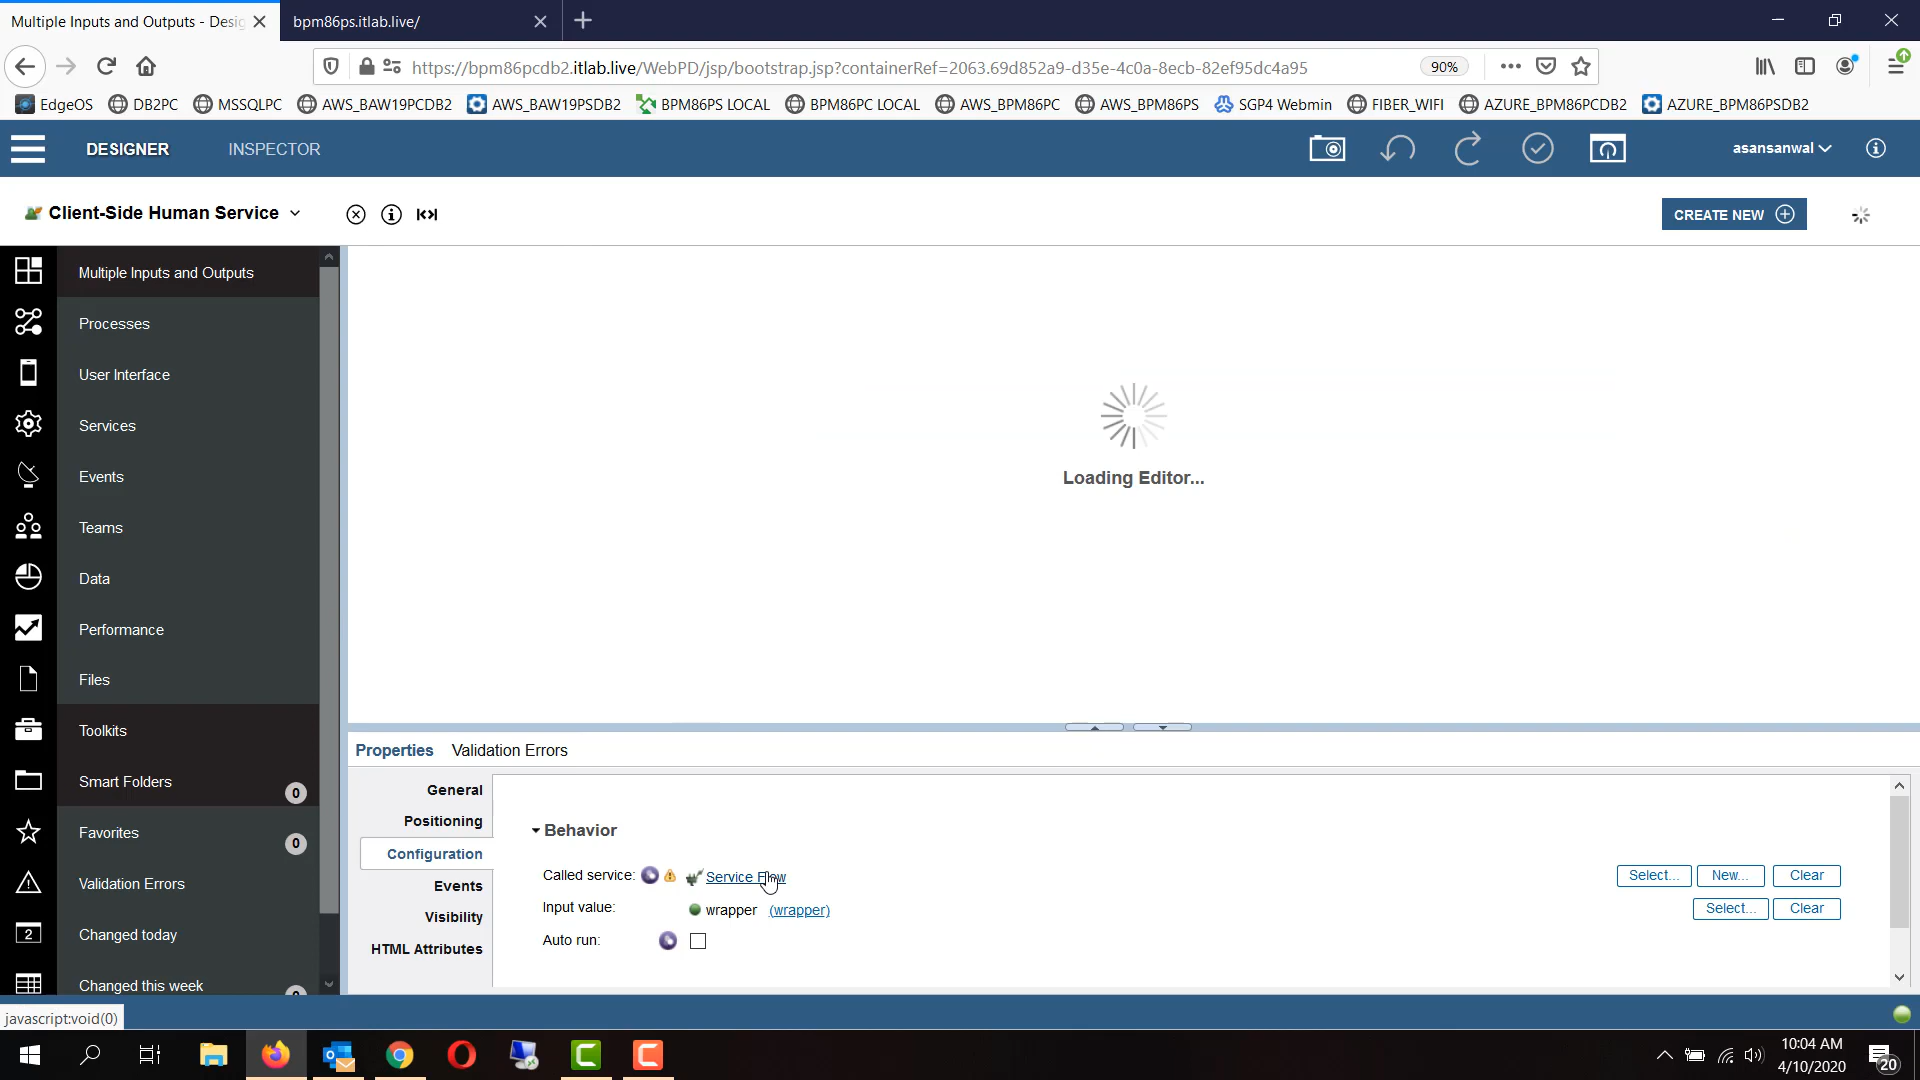 Multiple Inputs and Outputs - Desig
bpm86ps.itlab.live/
https://bpm86pcdb2.itlab.live/WebPD/jsp/bootstrap.jsp?containerRef=2063.69d852a9-d35e-4c0a-8ecb-82ef95dc4a95
90%
EdgeOS DB2PC MSSQLPC AWS_BAW19PCDB2 AWS_BAW19PSDB2 BPM86PS LOCAL BPM86PC LOCAL AWS_BPM86PC AWS_BPM86PS SGP4 Webmin FIBER_WIFI AZURE_BPM86PCDB2 AZURE_BPM86PSDB2
DESIGNER INSPECTOR asansanwal
Client-Side Human Service CREATE NEW
Multiple Inputs and Outputs
Processes
User Interface
Services
Events
Teams
Data
Performance
Files
Toolkits
Smart Folders 0
Favorites 0
Validation Errors
2 Changed today
Changed this week
Loading Editor...
Properties Validation Errors
General
Positioning
Configuration
Events
Visibility
HTML Attributes
Behavior
Called service: Service Flow Select... New... Clear
Input value: wrapper (wrapper) Select... Clear
Auto run:
javascript:void(0)
10:04 AM
4/10/2020
20